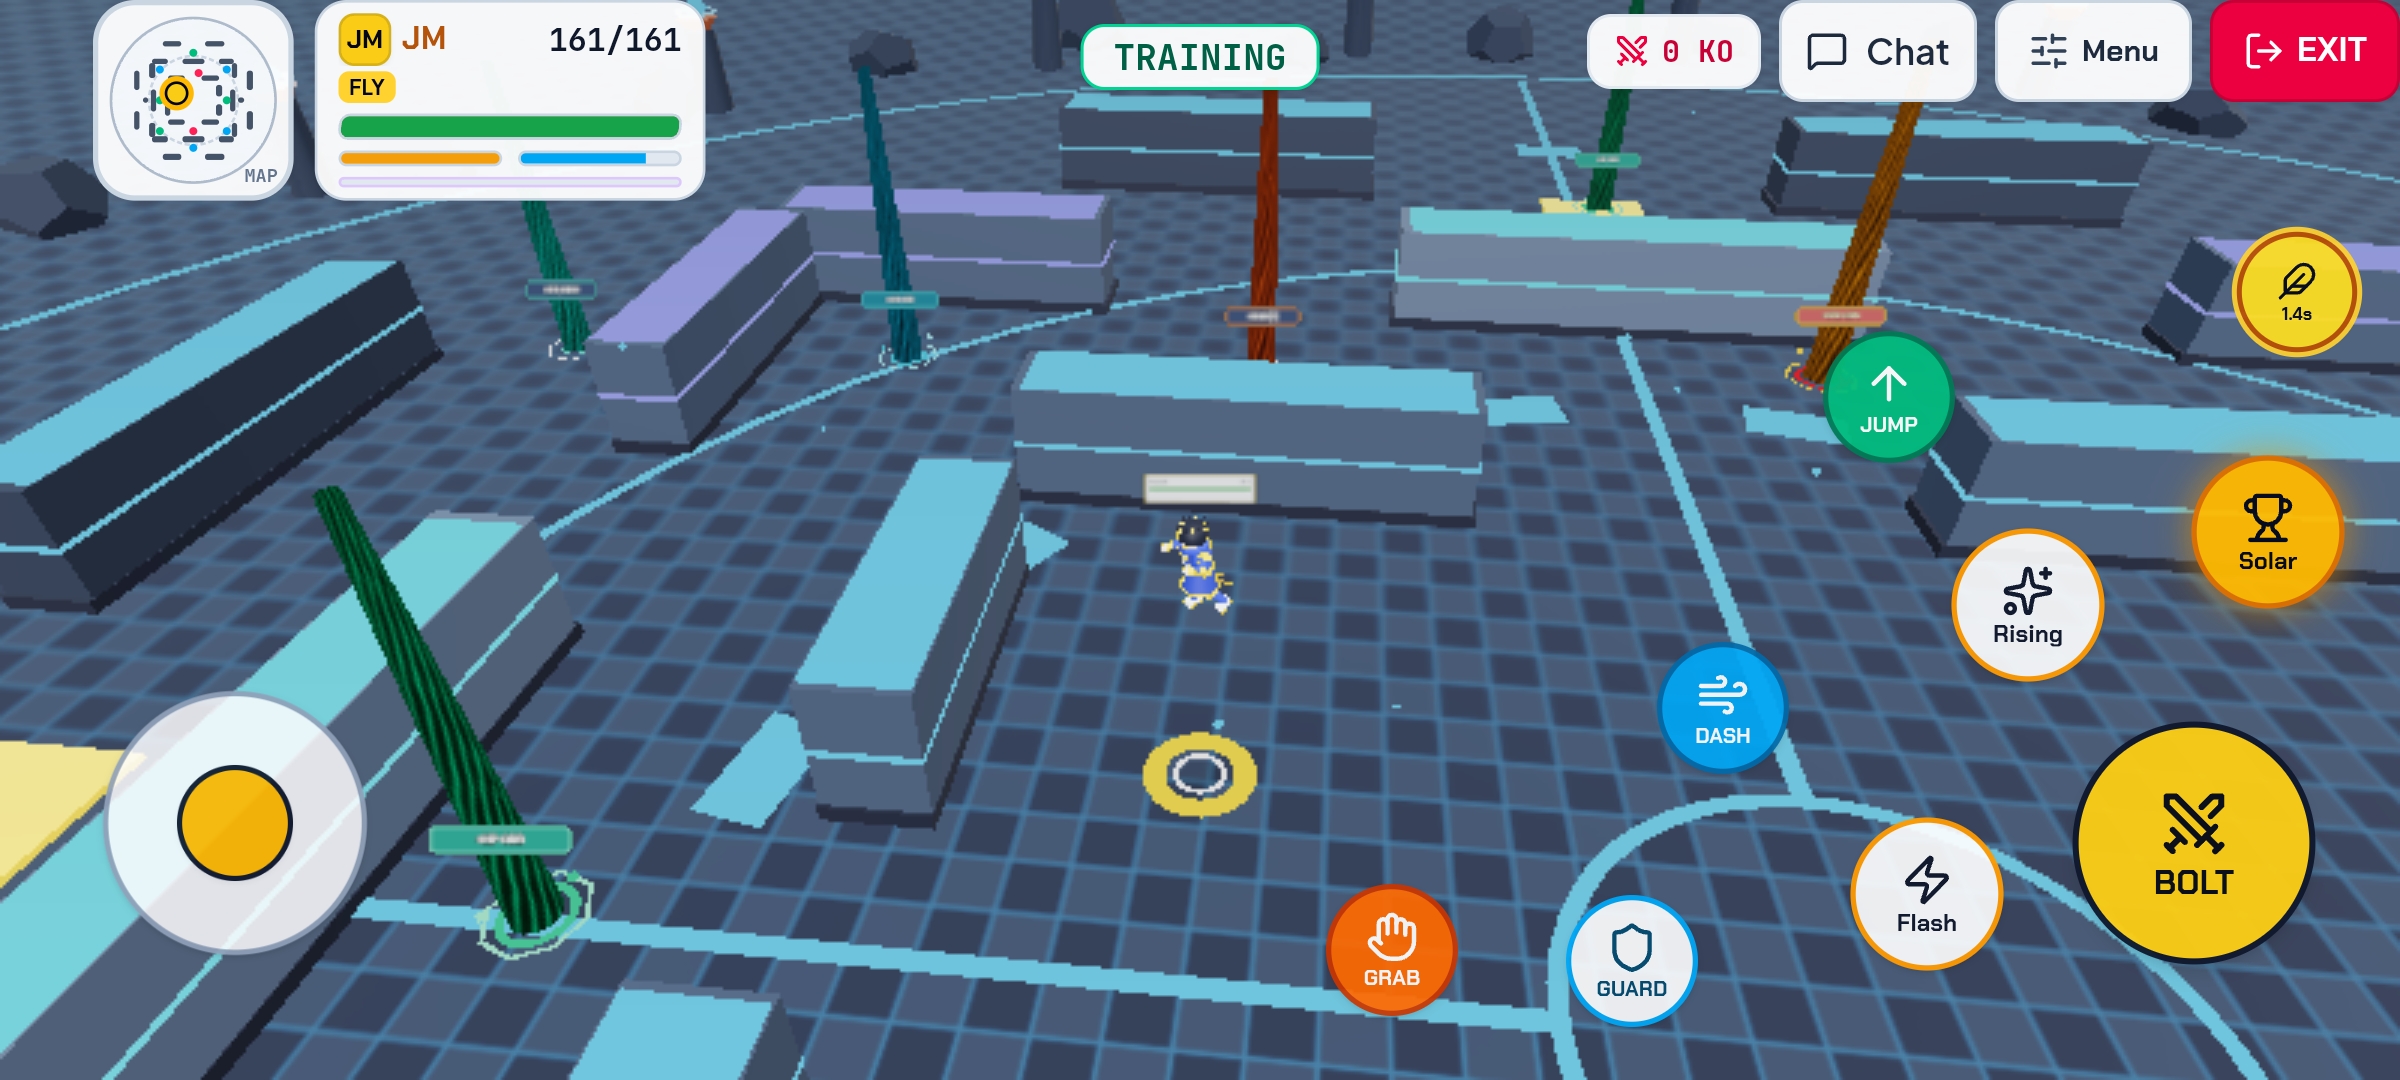 MAP
JM JM 161/161
FLY
TRAINING
0 KO
Chat
Menu
EXIT
1.4s
JUMP
Solar
Rising
DASH
BOLT
Flash
GRAB
GUARD